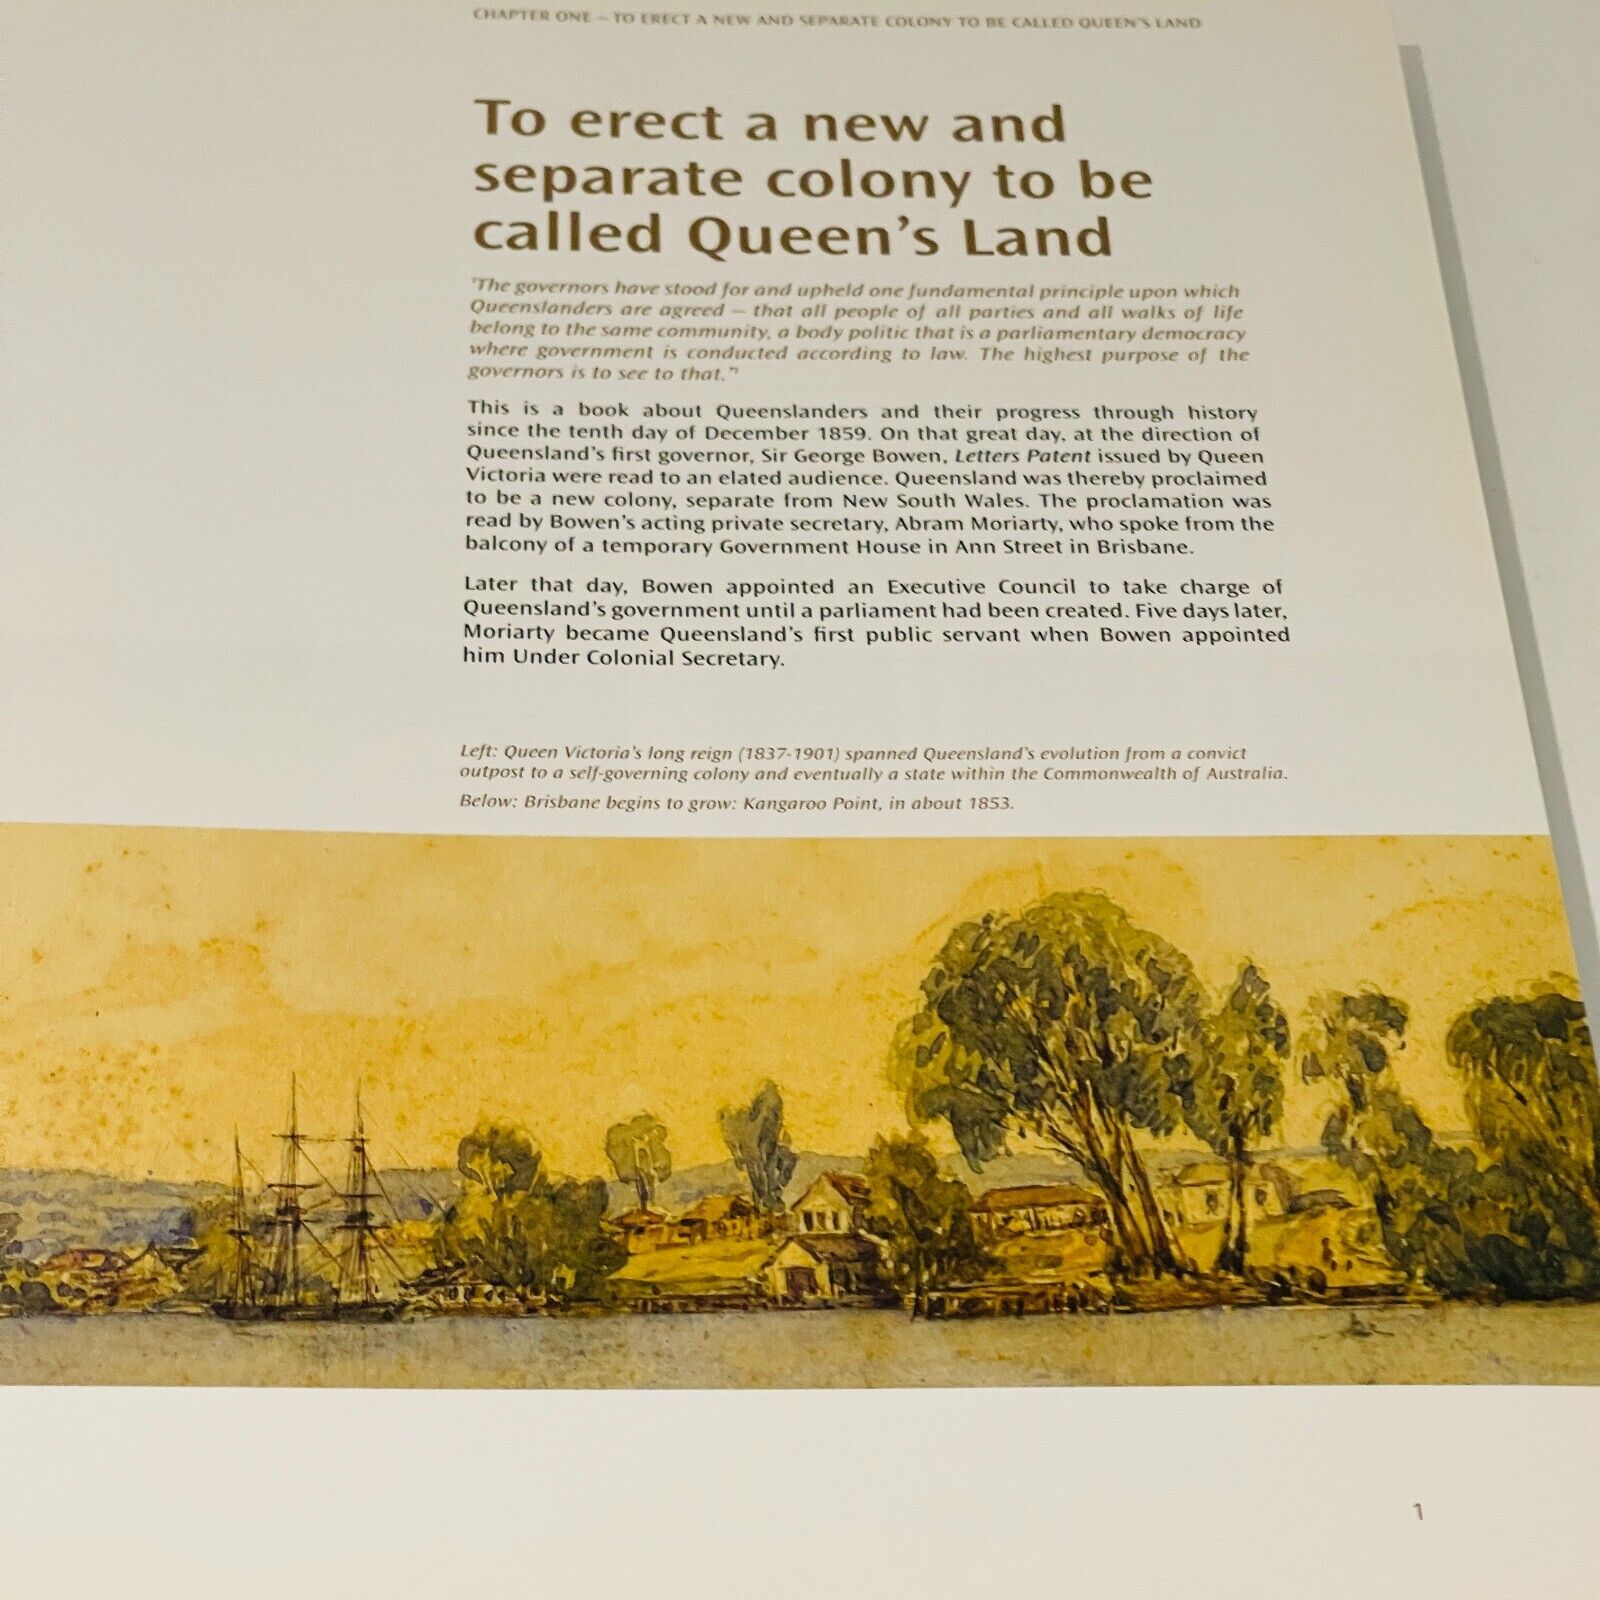 CHAPTER ONE – TO ERECT A NEW AND SEPARATE COLONY TO BE CALLED QUEEN'S LAND
To erect a new and
separate colony to be
called Queen's Land
"The governors have stood for and upheld one fundamental principle upon which
Queenslanders are agreed – that all people of all parties and all walks of life
belong to the same community, a body politic that is a parliamentary democracy
where government is conducted according to law. The highest purpose of the
governors is to see to that."¹
This is a book about Queenslanders and their progress through history
since the tenth day of December 1859. On that great day, at the direction of
Queensland's first governor, Sir George Bowen, Letters Patent issued by Queen
Victoria were read to an elated audience. Queensland was thereby proclaimed
to be a new colony, separate from New South Wales. The proclamation was
read by Bowen's acting private secretary, Abram Moriarty, who spoke from the
balcony of a temporary Government House in Ann Street in Brisbane.
Later that day, Bowen appointed an Executive Council to take charge of
Queensland's government until a parliament had been created. Five days later,
Moriarty became Queensland's first public servant when Bowen appointed
him Under Colonial Secretary.
Left: Queen Victoria's long reign (1837-1901) spanned Queensland's evolution from a convict
outpost to a self-governing colony and eventually a state within the Commonwealth of Australia.
Below: Brisbane begins to grow: Kangaroo Point, in about 1853.
1